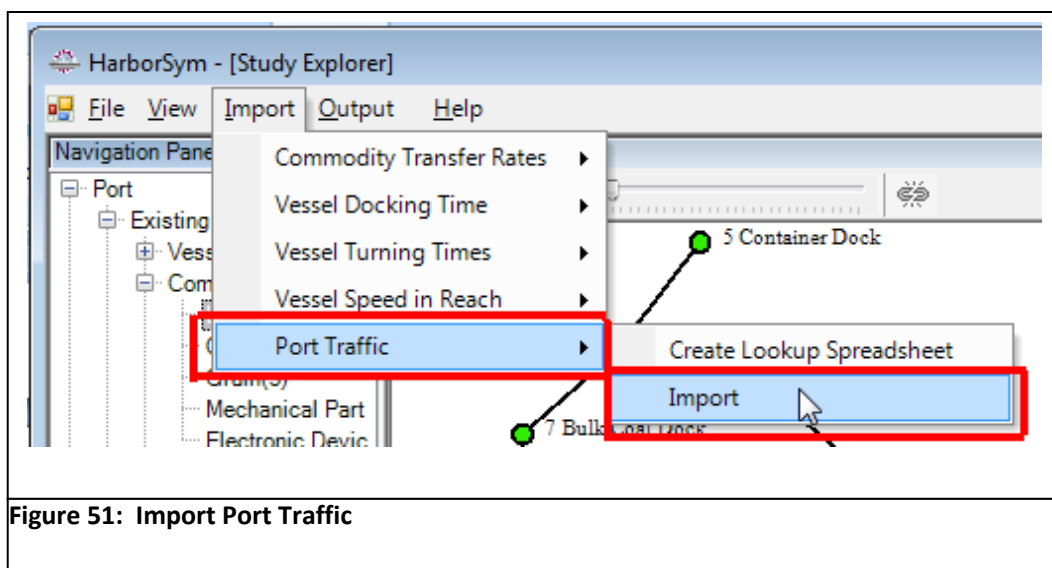 HarborSym - [Study Explorer]
File View Import Output Help
Navigation Pane
Port
Existing
Vess
Com
Mechanical Part
Electronic Devic
Commodity Transfer Rates
Vessel Docking Time
Vessel Turning Times
Vessel Speed in Reach
Port Traffic
Create Lookup Spreadsheet
Import
5 Container Dock
7 Bulk Coal Dock
Figure 51: Import Port Traffic